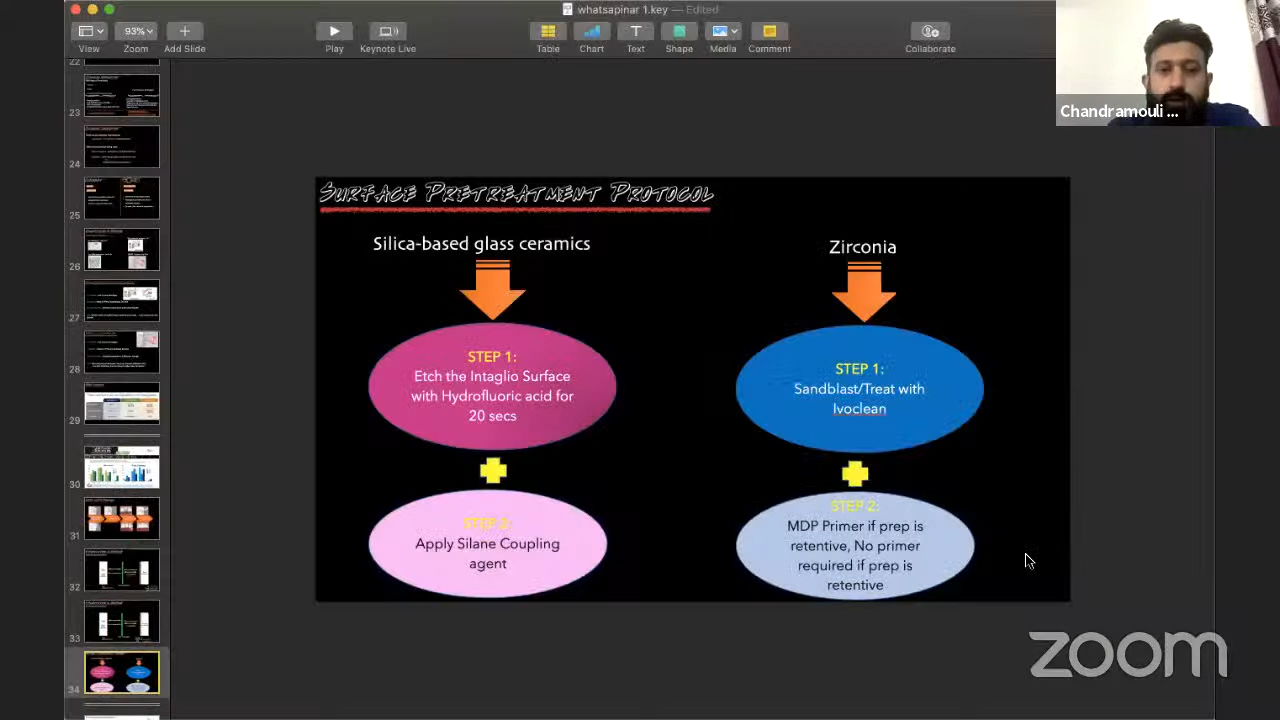 whatsapinar 1.key — Edited
93%
View
Zoom
Add Slide
Play
Keynote Live
Table
Chart
Text
Shape
Media
Comment
Collaborate
Chandramouli ...
22
23
24
25
26
27
28
29
30
31
32
33
34
Surface Pretreatment Protocol
Silica-based glass ceramics
STEP 1:
Etch the Intaglio Surface
with Hydrofluoric acid for
20 secs
STEP 2:
Apply Silane Coupling
agent
Zirconia
STEP 1:
Sandblast/Treat with
Ivoclean
STEP 2:
MDP Primer if prep is
entive, No primer
required if prep is
retentive
zoom